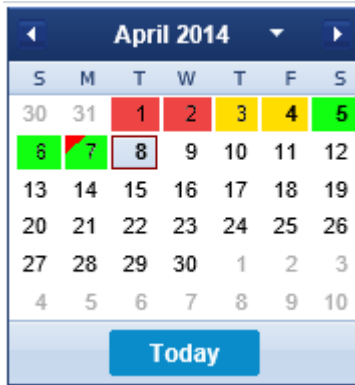 April 2014
S M T W T F S
30 31 1 2 3 4 5
6 7 8 9 10 11 12
13 14 15 16 17 18 19
20 21 22 23 24 25 26
27 28 29 30 1 2 3
4 5 6 7 8 9 10
Today